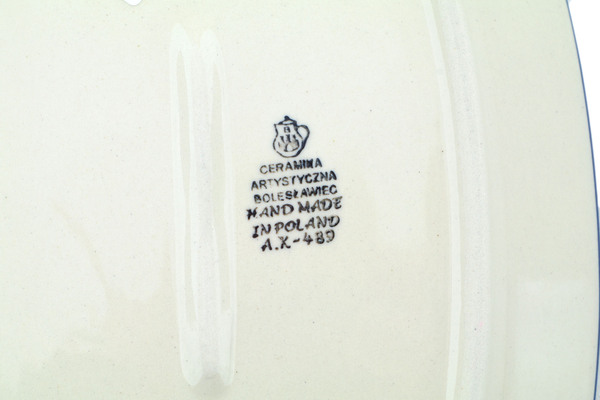 CERAMIKA
ARTYSTYCZNA
BOLESŁAWIEC
HAND MADE
IN POLAND
A.X-489